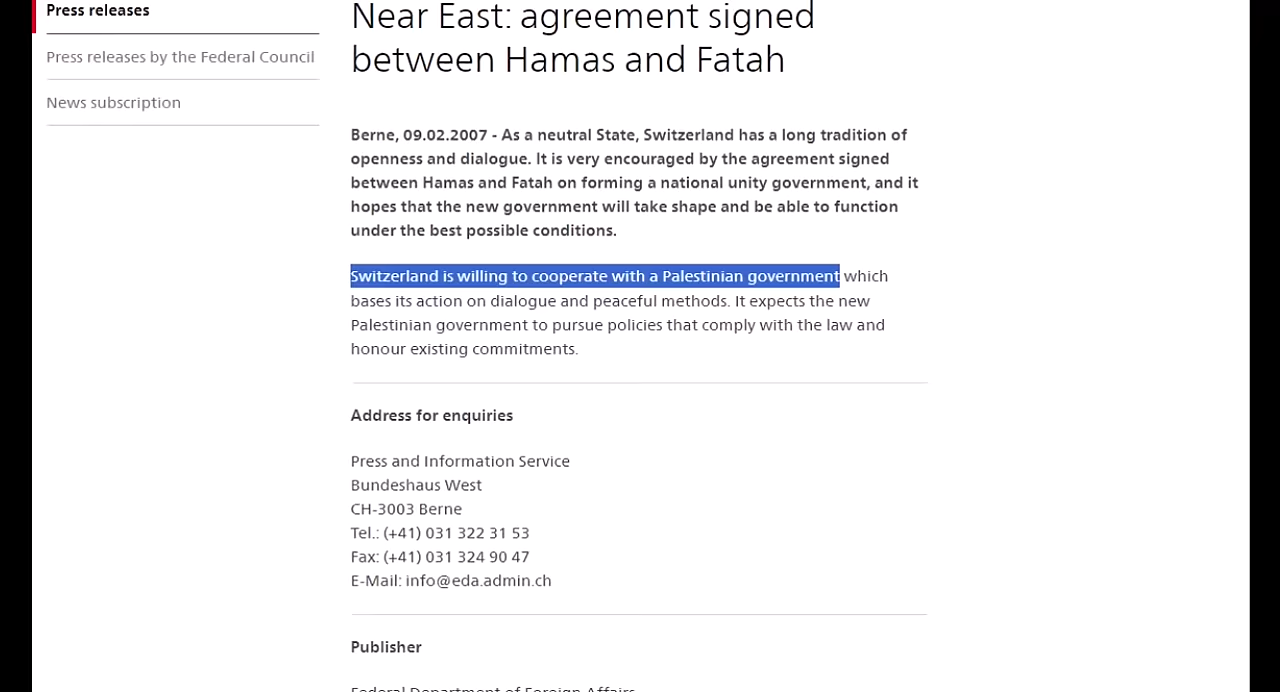 Press releases
Press releases by the Federal Council
News subscription
Near East: agreement signed
between Hamas and Fatah
Berne, 09.02.2007 - As a neutral State, Switzerland has a long tradition of
openness and dialogue. It is very encouraged by the agreement signed
between Hamas and Fatah on forming a national unity government, and it
hopes that the new government will take shape and be able to function
under the best possible conditions.
Switzerland is willing to cooperate with a Palestinian government which
bases its action on dialogue and peaceful methods. It expects the new
Palestinian government to pursue policies that comply with the law and
honour existing commitments.
Address for enquiries
Press and Information Service
Bundeshaus West
CH-3003 Berne
Tel.: (+41) 031 322 31 53
Fax: (+41) 031 324 90 47
E-Mail: info@eda.admin.ch
Publisher
Federal Department of Foreign Affairs